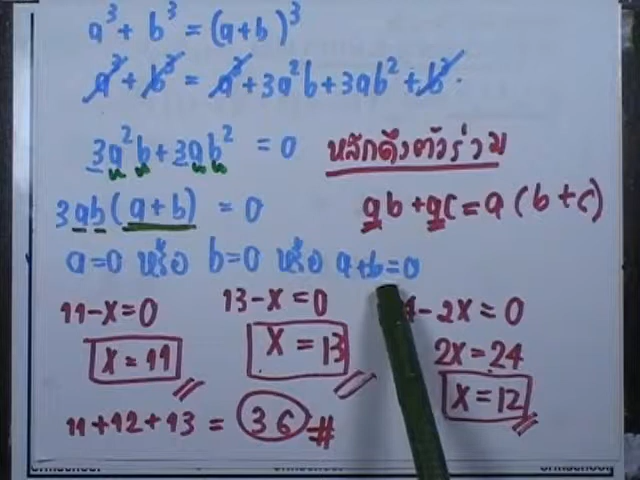 a³ + b³ = (a+b)³
a³ + b³ = a³ + 3a²b + 3ab² + b³
3a²b + 3ab² = 0 หลักดึงตัวร่วม
3ab(a+b) = 0 ab + ac = a(b+c)
a=0 หรือ b=0 หรือ a+b=0
11-x=0 13-x=0 4-2x=0
x=11 x=13 2x=24
x=12
11+12+13 = 36 #